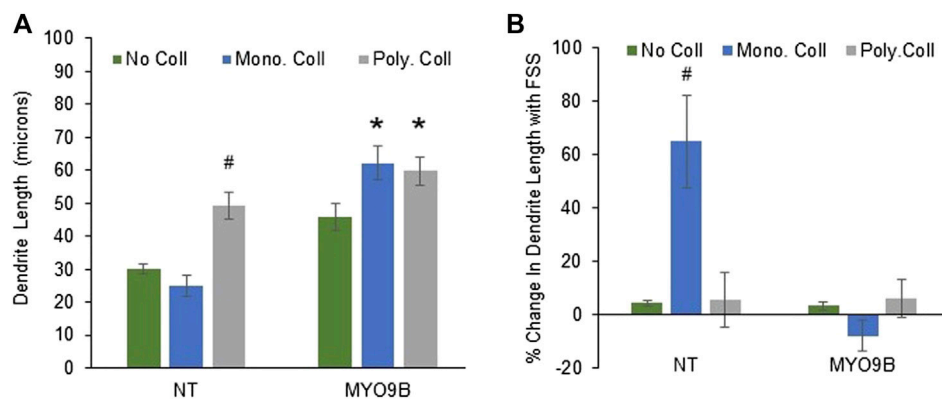 A
Dendrite Length (microns)
100
90
80
70
60
50
40
30
20
10
0
No Coll Mono. Coll Poly. Coll
#
* *
NT MYO9B
B
% Change In Dendrite Length with FSS
100
80
60
40
20
0
-20
No Coll Mono. Coll Poly.Coll
#
NT MYO9B